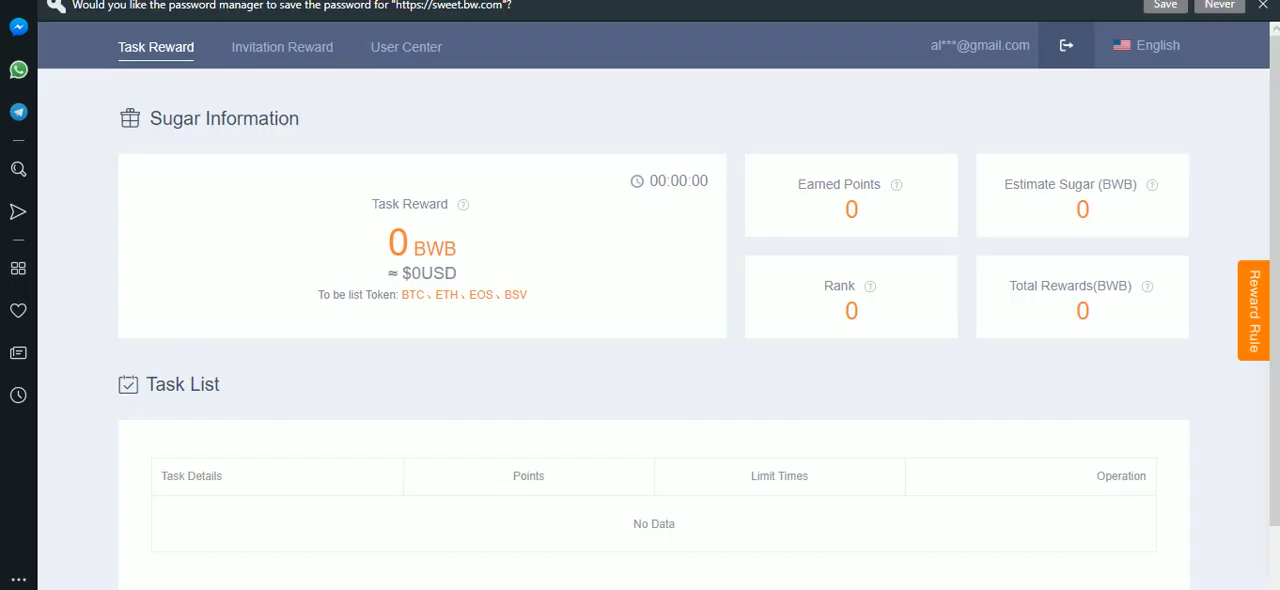 Would you like the password manager to save the password for "https://sweet.bw.com"?
Save
Never
Task Reward
Invitation Reward
User Center
al***@gmail.com
English
Sugar Information
00:00:00
Task Reward ?
0 BWB
≈ $0USD
To be list Token: BTC、ETH、EOS、BSV
Earned Points ?
0
Estimate Sugar (BWB) ?
0
Rank ?
0
Total Rewards(BWB) ?
0
Reward Rule
Task List
Task Details
Points
Limit Times
Operation
No Data